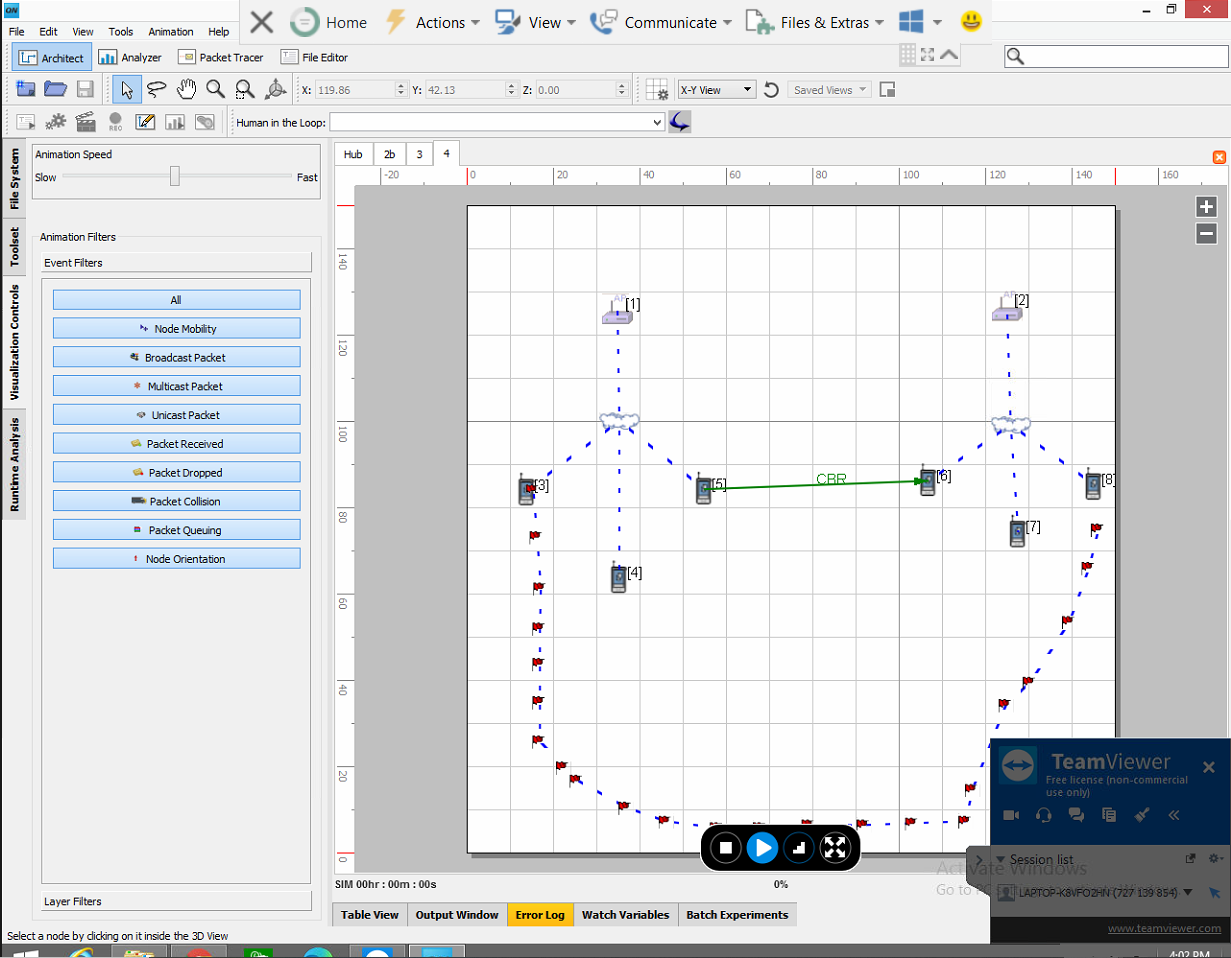 QN
Home Actions View Communicate Files & Extras
File Edit View Tools Animation Help
Architect Analyzer Packet Tracer File Editor
X: 119.86 Y: 42.13 Z: 0.00 X-Y View Saved Views
REC Human in the Loop:
File System
Toolset
Visualization Controls
Runtime Analysis
Animation Speed
Slow Fast
Animation Filters
Event Filters
All
Node Mobility
Broadcast Packet
Multicast Packet
Unicast Packet
Packet Received
Packet Dropped
Packet Collision
Packet Queuing
Node Orientation
Layer Filters
Hub 2b 3 4
-20 0 20 40 60 80 100 120 140 160
140
120
100
80
60
40
20
0
AP [1]
AP [2]
[3]
[5]
CBR
[6]
[8]
[7]
[4]
TeamViewer
Free license (non-commercial
use only)
Session list
LAPTOP-K8VFO2HN (727 139 854)
www.teamviewer.com
Activate Windows
SIM 00hr : 00m : 00s 0%
Table View Output Window Error Log Watch Variables Batch Experiments
Select a node by clicking on it inside the 3D View
4:02 PM